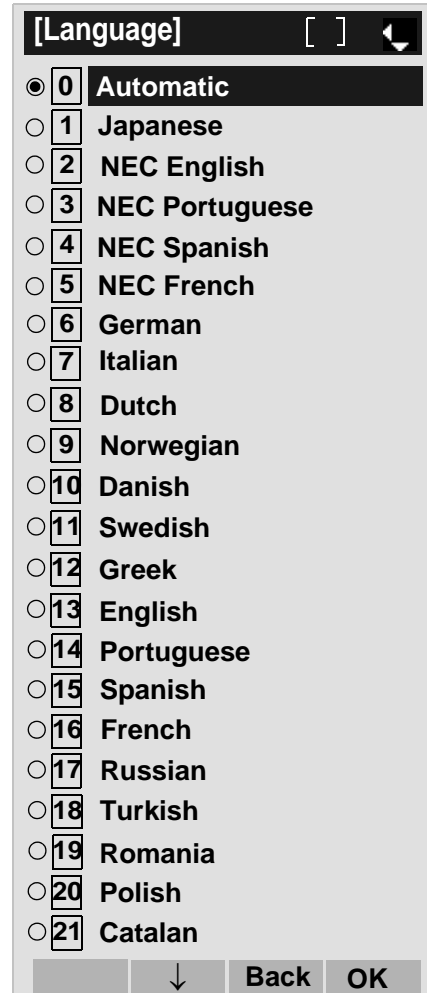 [Language] [ ]
0 Automatic
1 Japanese
2 NEC English
3 NEC Portuguese
4 NEC Spanish
5 NEC French
6 German
7 Italian
8 Dutch
9 Norwegian
10 Danish
11 Swedish
12 Greek
13 English
14 Portuguese
15 Spanish
16 French
17 Russian
18 Turkish
19 Romania
20 Polish
21 Catalan
↓ Back OK